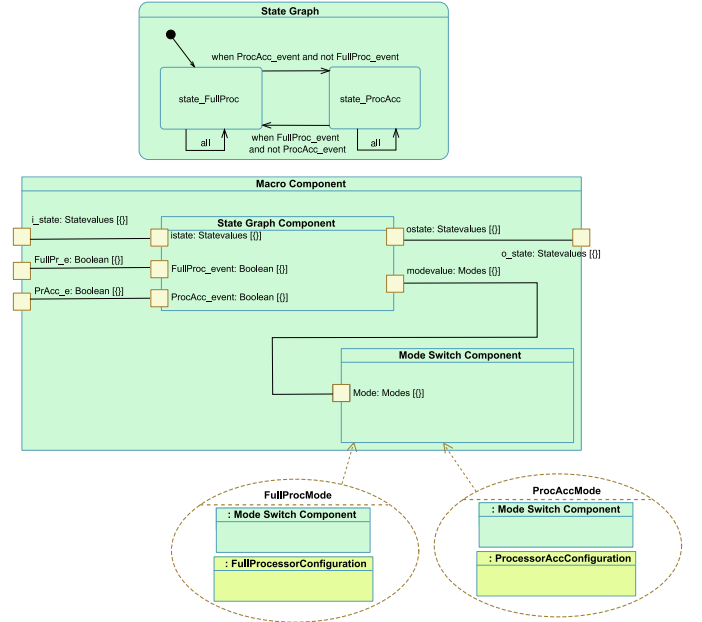 State Graph
when ProcAcc_event and not FullProc_event
state_FullProc
state_ProcAcc
all
when FullProc_event
and not ProcAcc_event
all
Macro Component
i_state: Statevalues [{}]
State Graph Component
istate: Statevalues [{}]
ostate: Statevalues [{}]
o_state: Statevalues [{}]
FullPr_e: Boolean [{}]
FullProc_event: Boolean [{}]
modevalue: Modes [{}]
PrAcc_e: Boolean [{}]
ProcAcc_event: Boolean [{}]
Mode Switch Component
Mode: Modes [{}]
FullProcMode
: Mode Switch Component
: FullProcessorConfiguration
ProcAccMode
: Mode Switch Component
: ProcessorAccConfiguration